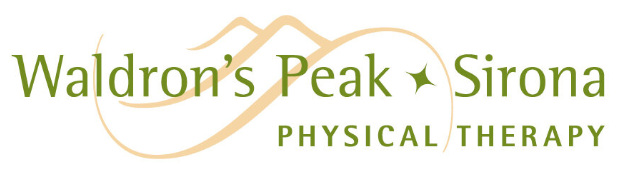 Waldron's Peak Sirona
PHYSICAL THERAPY